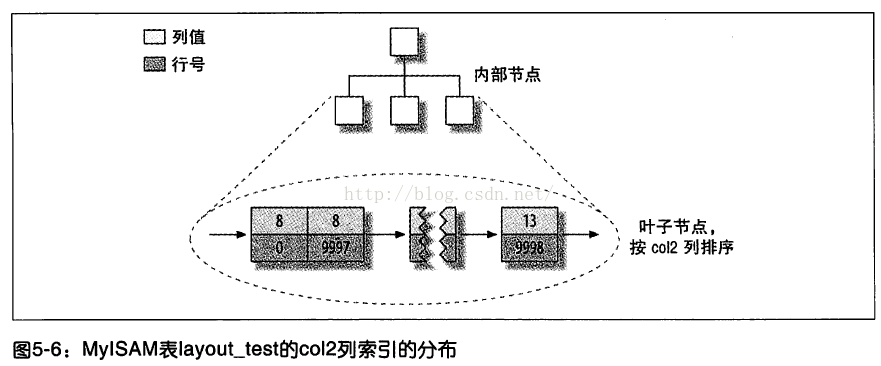 列值
行号
内部节点
http://blog.csdn.net/
8 8 13
0 9997 9998
叶子节点，
按 col2 列排序
图5-6：MyISAM表layout_test的col2列索引的分布